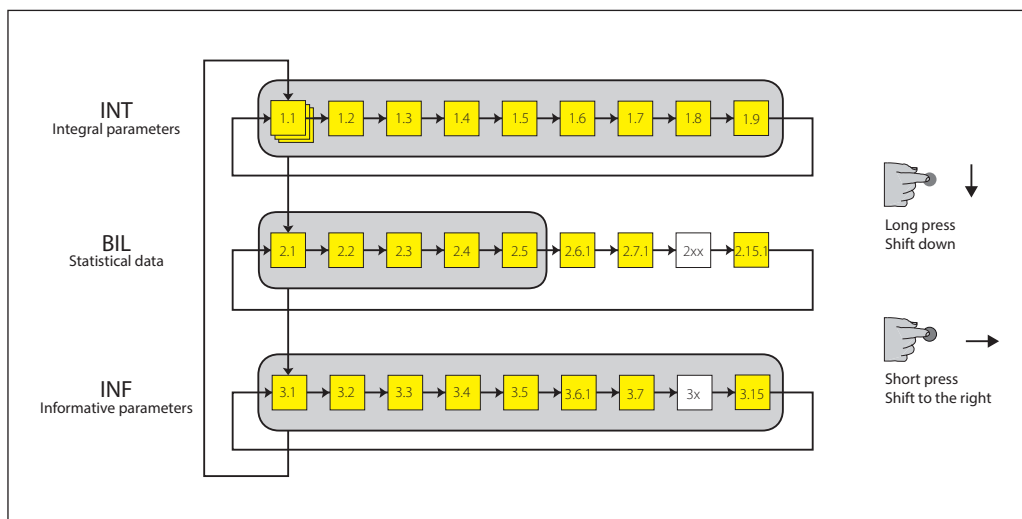 INT
Integral parameters
1.1 1.2 1.3 1.4 1.5 1.6 1.7 1.8 1.9
Long press
Shift down
BIL
Statistical data
2.1 2.2 2.3 2.4 2.5 2.6.1 2.7.1 2xx 2.15.1
Short press
Shift to the right
INF
Informative parameters
3.1 3.2 3.3 3.4 3.5 3.6.1 3.7 3x 3.15